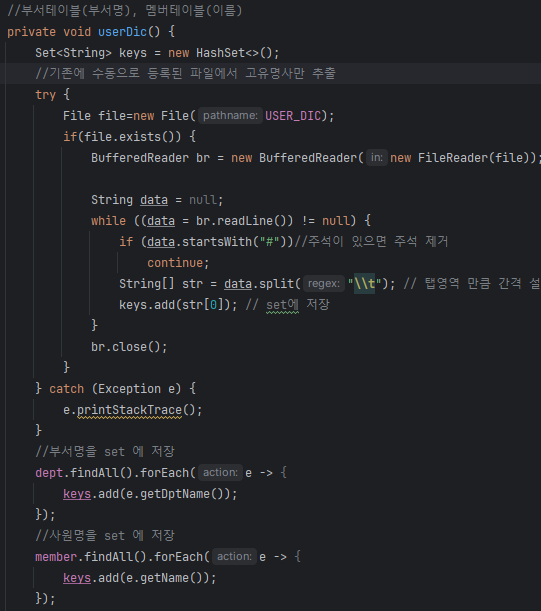 //부서테이블(부서명), 멤버테이블(이름)
private void userDic() {
Set<String> keys = new HashSet<>();
//기존에 수동으로 등록된 파일에서 고유명사만 추출
try {
File file=new File( pathname: USER_DIC);
if(file.exists()) {
BufferedReader br = new BufferedReader( in: new FileReader(file));
String data = null;
while ((data = br.readLine()) != null) {
if (data.startsWith("#"))//주석이 있으면 주석 제거
continue;
String[] str = data.split( regex: "\\t"); // 탭영역 만큼 간격 설
keys.add(str[0]); // set에 저장
}
br.close();
}
} catch (Exception e) {
e.printStackTrace();
}
//부서명을 set 에 저장
dept.findAll().forEach( action: e -> {
keys.add(e.getDptName());
});
//사원명을 set 에 저장
member.findAll().forEach( action: e -> {
keys.add(e.getName());
});